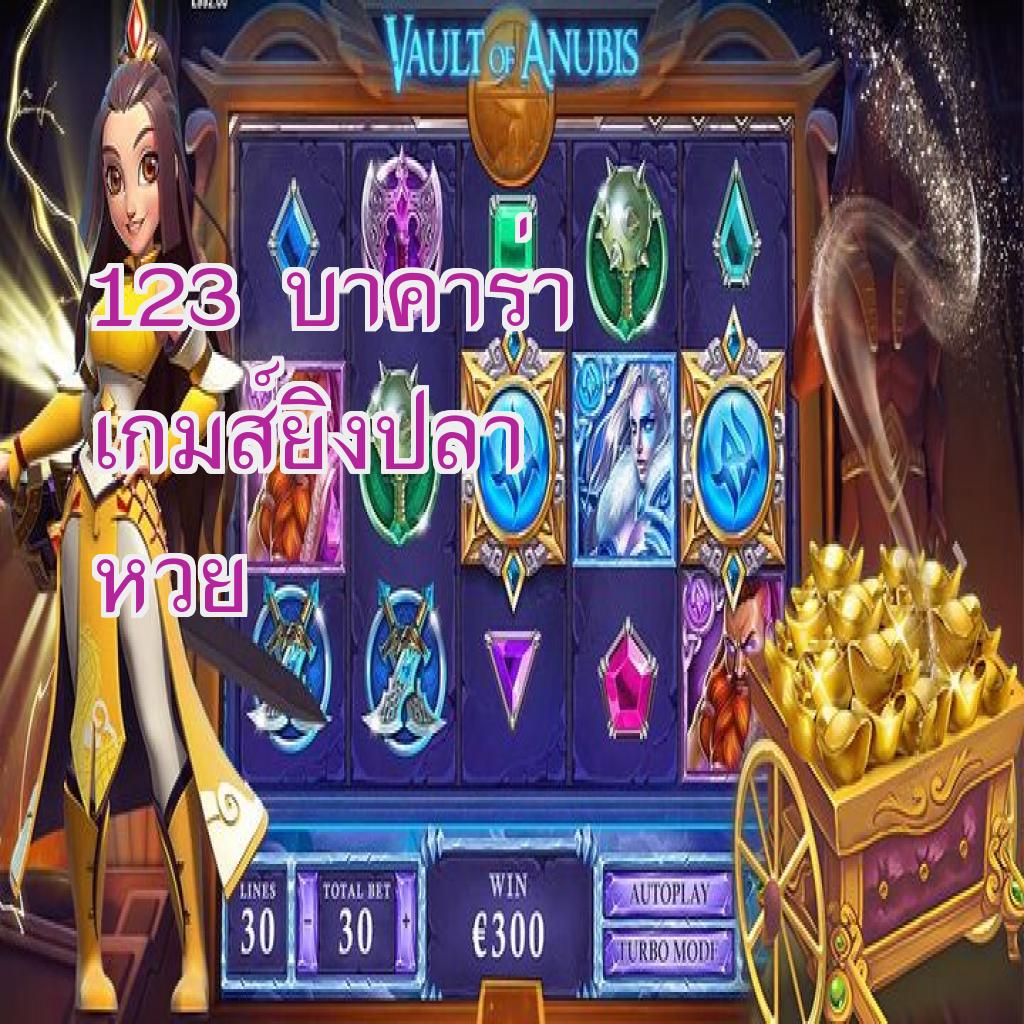 VAULT OF ANUBIS
123 บาคาร่า
เกมส์ยิงปลา
หวย
LINES
30
TOTAL BET
- 30 +
WIN
€300
AUTOPLAY
TURBO MODE